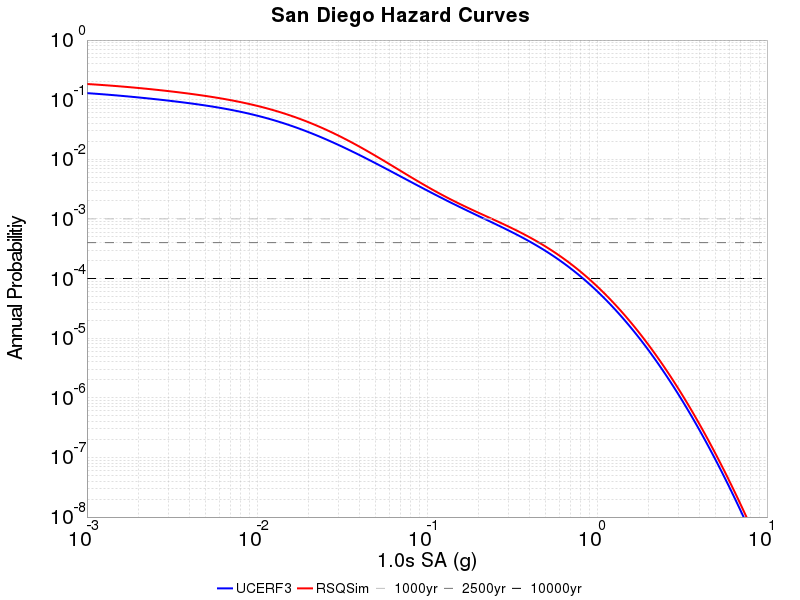 San Diego Hazard Curves
Annual Probability
10^0
10^-1
10^-2
10^-3
10^-4
10^-5
10^-6
10^-7
10^-8
10^-3 10^-2 10^-1 10^0 10^1
1.0s SA (g)
UCERF3 RSQSim 1000yr 2500yr 10000yr